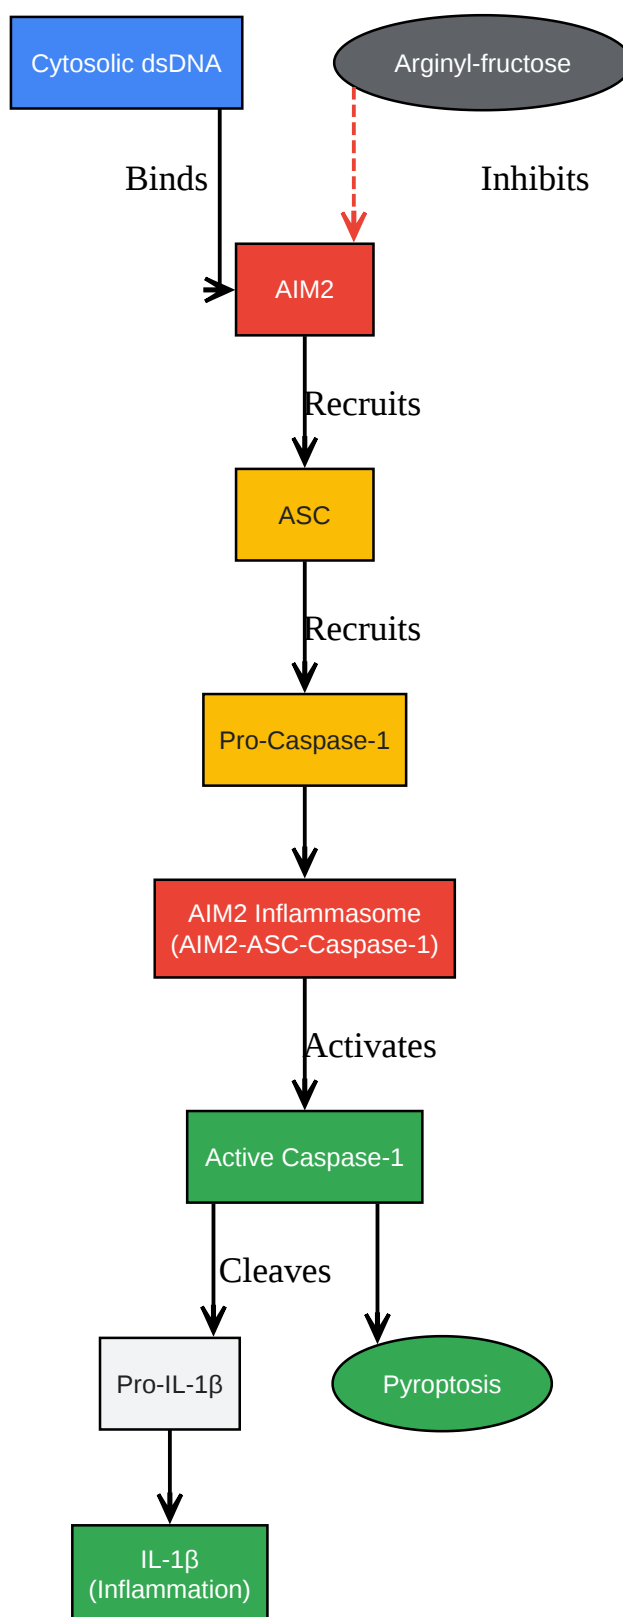 Cytosolic dsDNA
Arginyl-fructose
Binds
Inhibits
AIM2
Recruits
ASC
Recruits
Pro-Caspase-1
AIM2 Inflammasome
(AIM2-ASC-Caspase-1)
Activates
Active Caspase-1
Cleaves
Pro-IL-1β
Pyroptosis
IL-1β
(Inflammation)